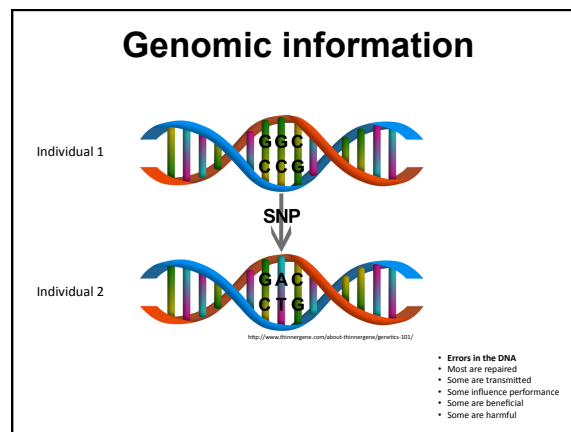 Genomic information
Individual 1
GGC
CCG
SNP
Individual 2
GAC
CTG
http://www.thinnergene.com/about-thinnergene/genetics-101/
• Errors in the DNA
• Most are repaired
• Some are transmitted
• Some influence performance
• Some are beneficial
• Some are harmful